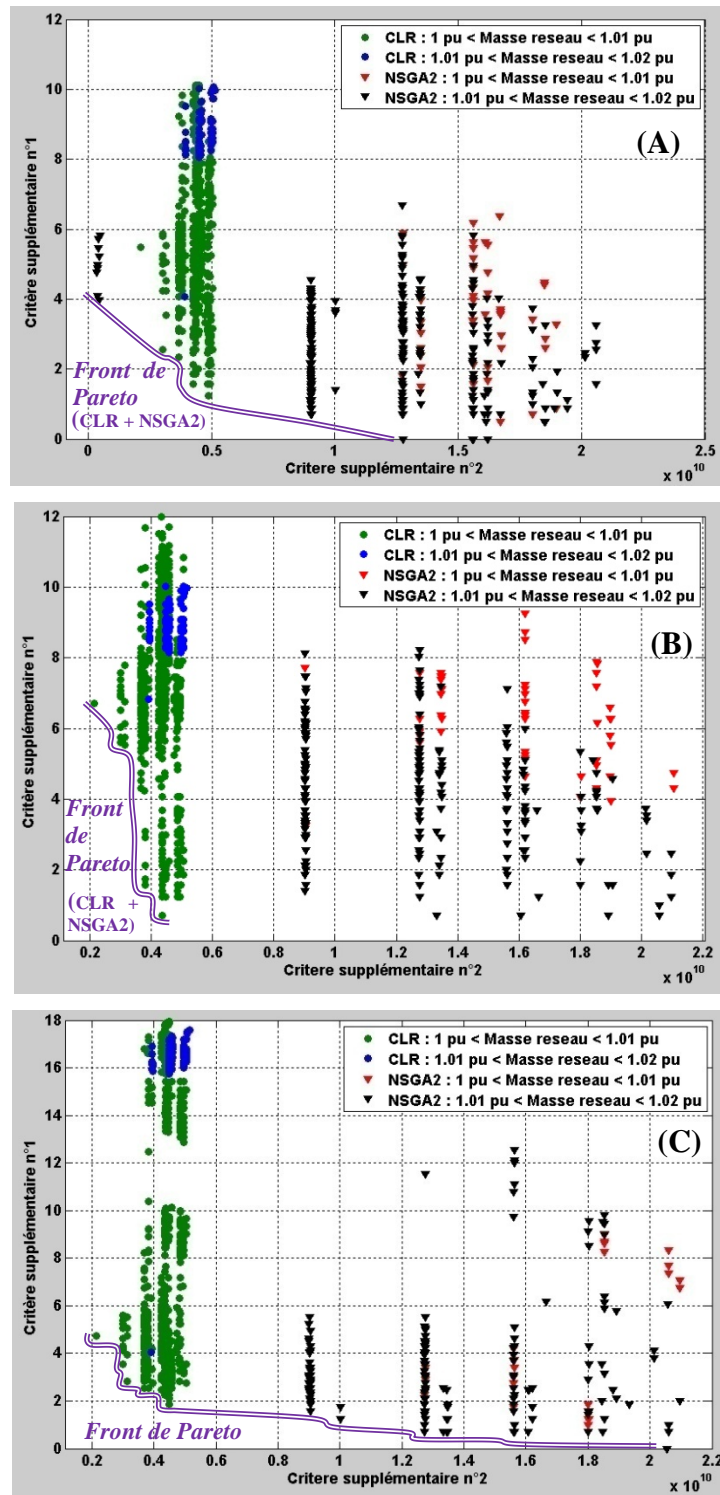 12
10
8
6
4
2
0
CLR : 1 pu < Masse reseau < 1.01 pu
CLR : 1.01 pu < Masse reseau < 1.02 pu
NSGA2 : 1 pu < Masse reseau < 1.01 pu
NSGA2 : 1.01 pu < Masse reseau < 1.02 pu
(A)
Critère supplémentaire n°1
Front de
Pareto
(CLR + NSGA2)
0 0.5 1 1.5 2 2.5
Critere supplémentaire n°2
x 10^10
12
10
8
6
4
2
0
CLR : 1 pu < Masse reseau < 1.01 pu
CLR : 1.01 pu < Masse reseau < 1.02 pu
NSGA2 : 1 pu < Masse reseau < 1.01 pu
NSGA2 : 1.01 pu < Masse reseau < 1.02 pu
(B)
Critère supplémentaire n°1
Front
de
Pareto
(CLR +
NSGA2)
0.2 0.4 0.6 0.8 1 1.2 1.4 1.6 1.8 2 2.2
Critere supplémentaire n°2
x 10^10
18
16
14
12
10
8
6
4
2
0
CLR : 1 pu < Masse reseau < 1.01 pu
CLR : 1.01 pu < Masse reseau < 1.02 pu
NSGA2 : 1 pu < Masse reseau < 1.01 pu
NSGA2 : 1.01 pu < Masse reseau < 1.02 pu
(C)
Critère supplémentaire n°1
Front de Pareto
0.2 0.4 0.6 0.8 1 1.2 1.4 1.6 1.8 2 2.2
Critere supplémentaire n°2
x 10^10